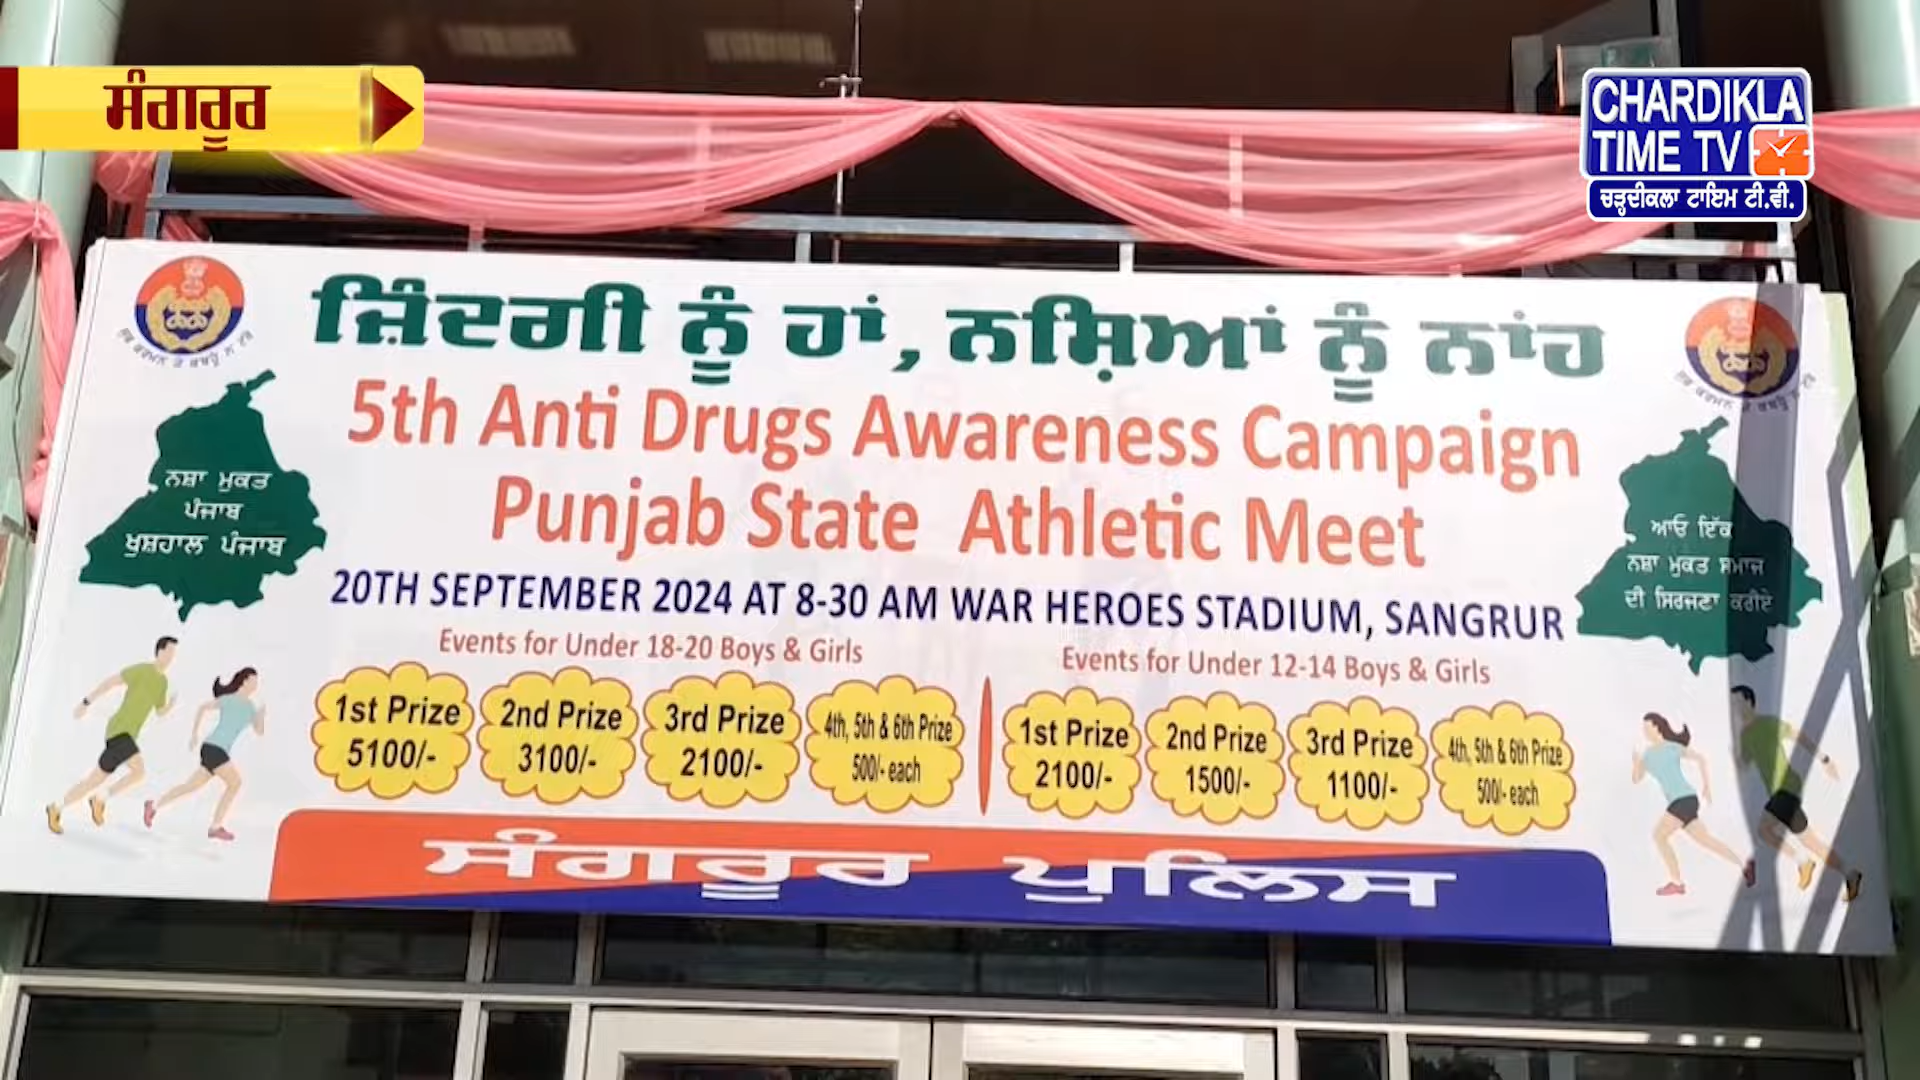 ਸੰਗਰੂਰ
CHARDIKLA
TIME TV
ਚੜ੍ਹਦੀਕਲਾ ਟਾਇਮ ਟੀ.ਵੀ.
ਜ਼ਿੰਦਗੀ ਨੂੰ ਹਾਂ, ਨਸ਼ਿਆਂ ਨੂੰ ਨਾਂਹ
5th Anti Drugs Awareness Campaign
Punjab State Athletic Meet
20TH SEPTEMBER 2024 AT 8-30 AM WAR HEROES STADIUM, SANGRUR
ਨਸ਼ਾ ਮੁਕਤ
ਪੰਜਾਬ
ਖੁਸ਼ਹਾਲ ਪੰਜਾਬ
ਆਓ ਇੱਕ
ਨਸ਼ਾ ਮੁਕਤ ਸਮਾਜ
ਦੀ ਸਿਰਜਣਾ ਕਰੀਏ
Events for Under 18-20 Boys & Girls
1st Prize
5100/-
2nd Prize
3100/-
3rd Prize
2100/-
4th, 5th & 6th Prize
500/- each
Events for Under 12-14 Boys & Girls
1st Prize
2100/-
2nd Prize
1500/-
3rd Prize
1100/-
4th, 5th & 6th Prize
500/- each
ਸੰਗਰੂਰ ਪੁਲਿਸ